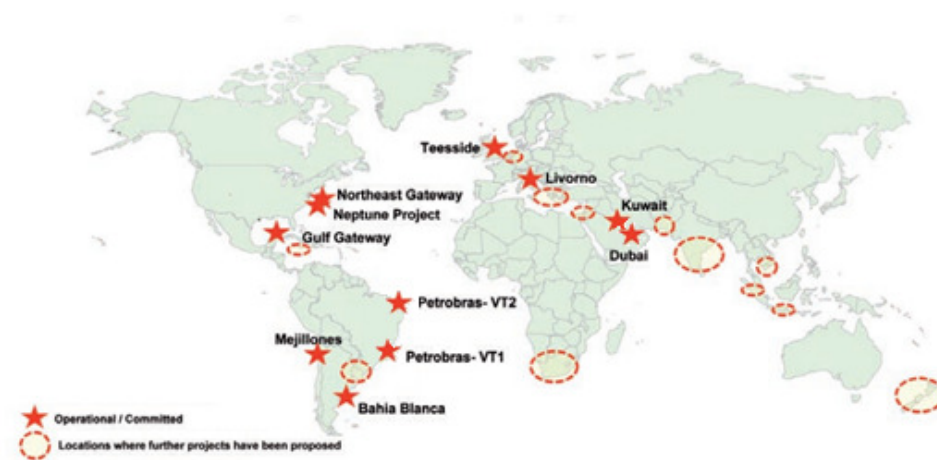 Teesside
Livorno
Northeast Gateway
Neptune Project
Kuwait
Gulf Gateway
Dubai
Petrobras- VT2
Mejillones
Petrobras- VT1
Bahia Blanca
Operational / Committed
Locations where further projects have been proposed